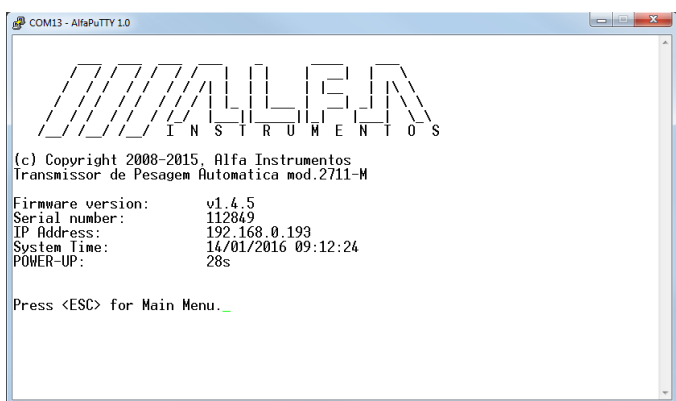 COM13 - AlfaPuTTY 1.0
ALFA
INSTRUMENTOS
(c) Copyright 2008-2015, Alfa Instrumentos
Transmissor de Pesagem Automatica mod.2711-M
Firmware version: v1.4.5
Serial number: 112849
IP Address: 192.168.0.193
System Time: 14/01/2016 09:12:24
POWER-UP: 28s
Press <ESC> for Main Menu._